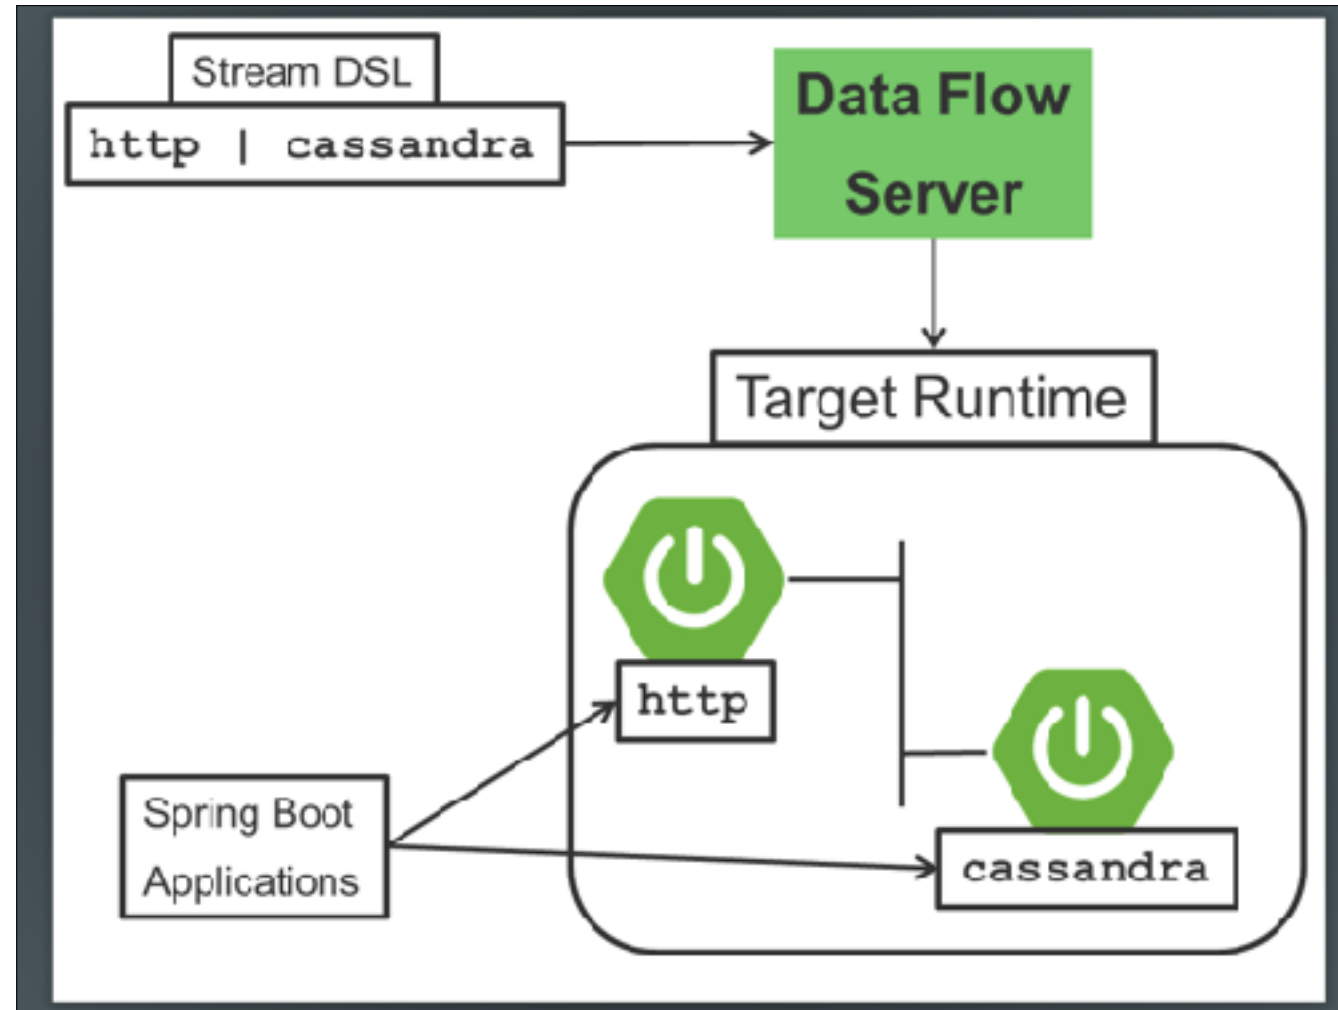 Stream DSL
http | cassandra
Data Flow
Server
Target Runtime
http
Spring Boot
Applications
cassandra